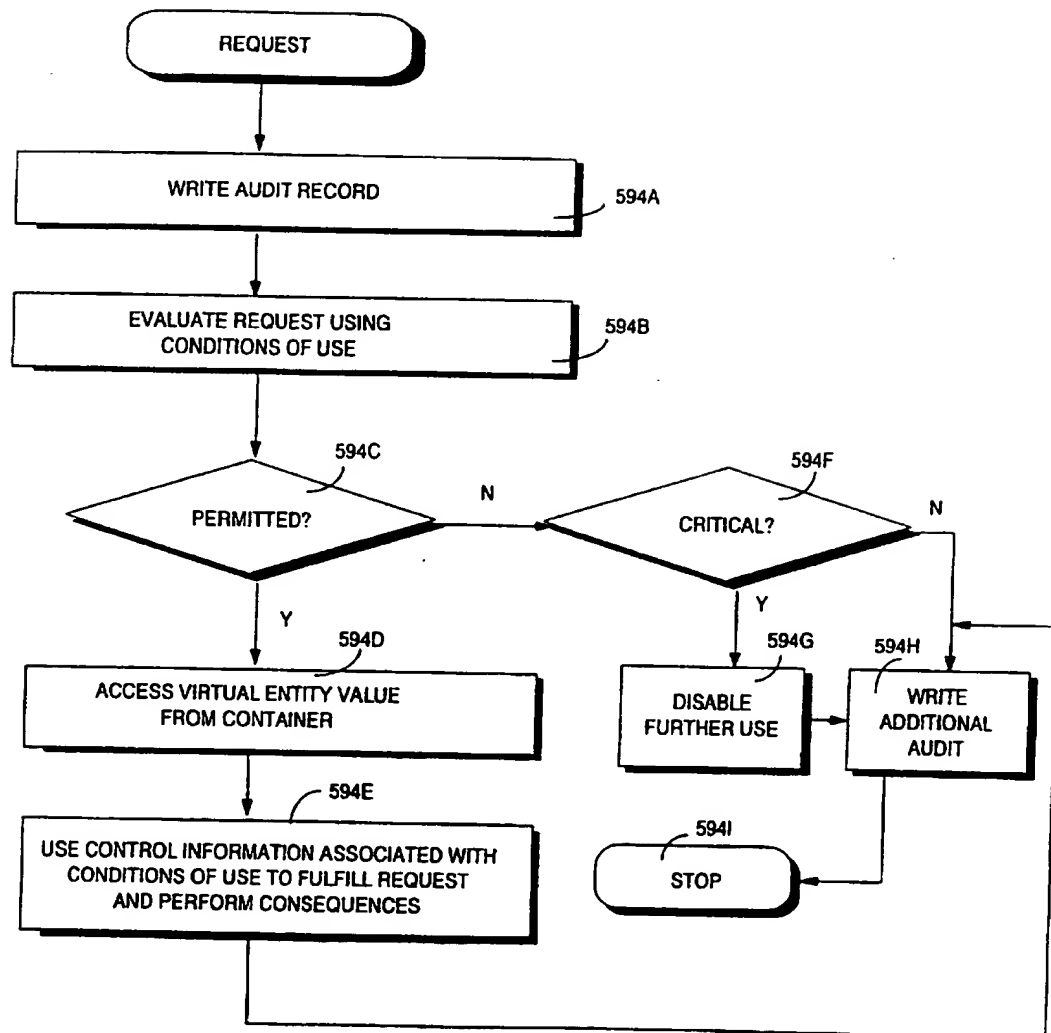 REQUEST
WRITE AUDIT RECORD
594A
EVALUATE REQUEST USING
CONDITIONS OF USE
594B
594C
PERMITTED?
N
Y
594F
CRITICAL?
N
Y
594D
ACCESS VIRTUAL ENTITY VALUE
FROM CONTAINER
594G
DISABLE
FURTHER USE
594H
WRITE
ADDITIONAL
AUDIT
594E
USE CONTROL INFORMATION ASSOCIATED WITH
CONDITIONS OF USE TO FULFILL REQUEST
AND PERFORM CONSEQUENCES
594I
STOP